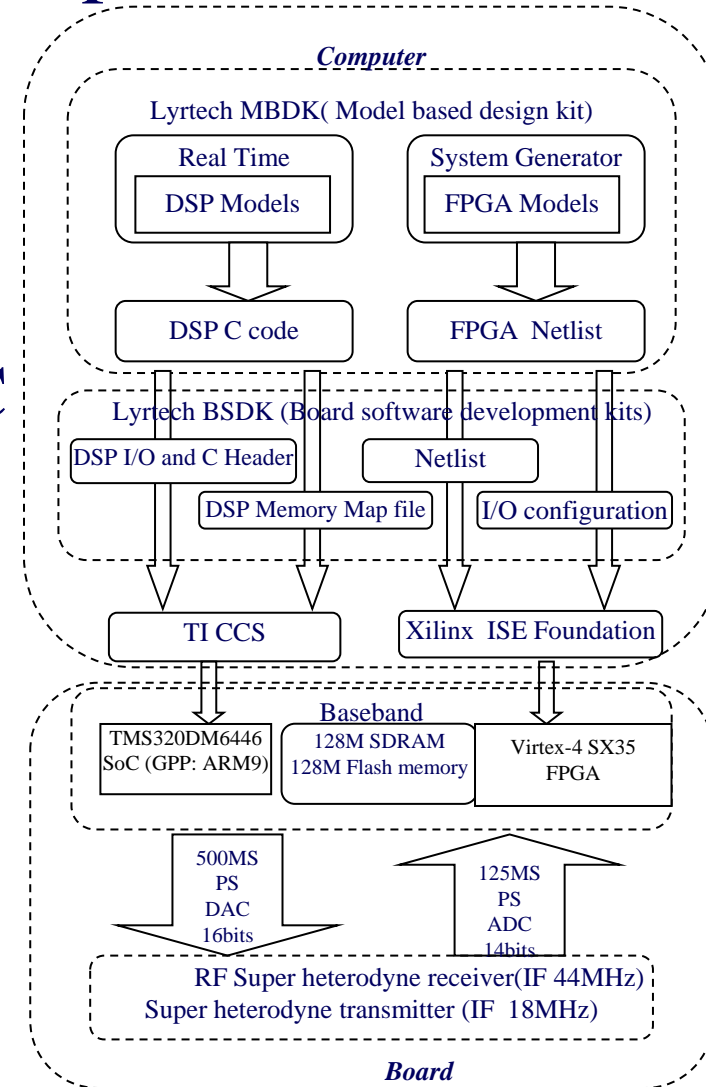 Computer
Lyrtech MBDK( Model based design kit)
Real Time
DSP Models
System Generator
FPGA Models
DSP C code
FPGA Netlist
Lyrtech BSDK (Board software development kits)
DSP I/O and C Header
Netlist
DSP Memory Map file
I/O configuration
TI CCS
Xilinx ISE Foundation
Baseband
TMS320DM6446
SoC (GPP: ARM9)
128M SDRAM
128M Flash memory
Virtex-4 SX35
FPGA
500MS
PS
DAC
16bits
125MS
PS
ADC
14bits
RF Super heterodyne receiver(IF 44MHz)
Super heterodyne transmitter (IF 18MHz)
Board